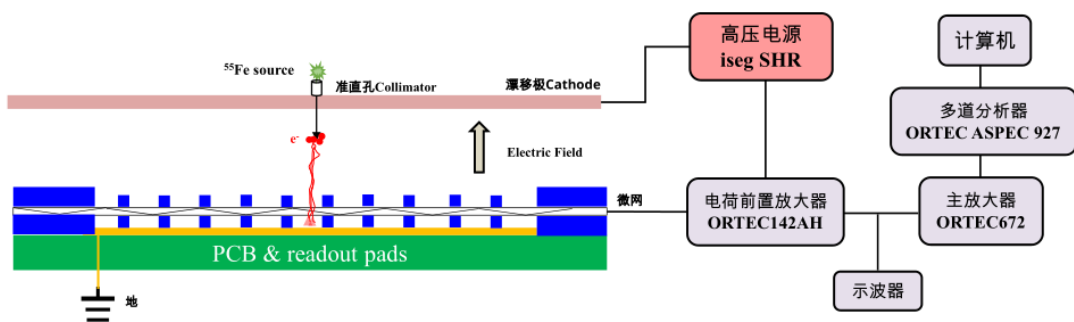 高压电源
iseg SHR
计算机
⁵⁵Fe source
准直孔Collimator
漂移极Cathode
多道分析器
ORTEC ASPEC 927
e⁻
Electric Field
微网
电荷前置放大器
ORTEC142AH
主放大器
ORTEC672
PCB & readout pads
示波器
地